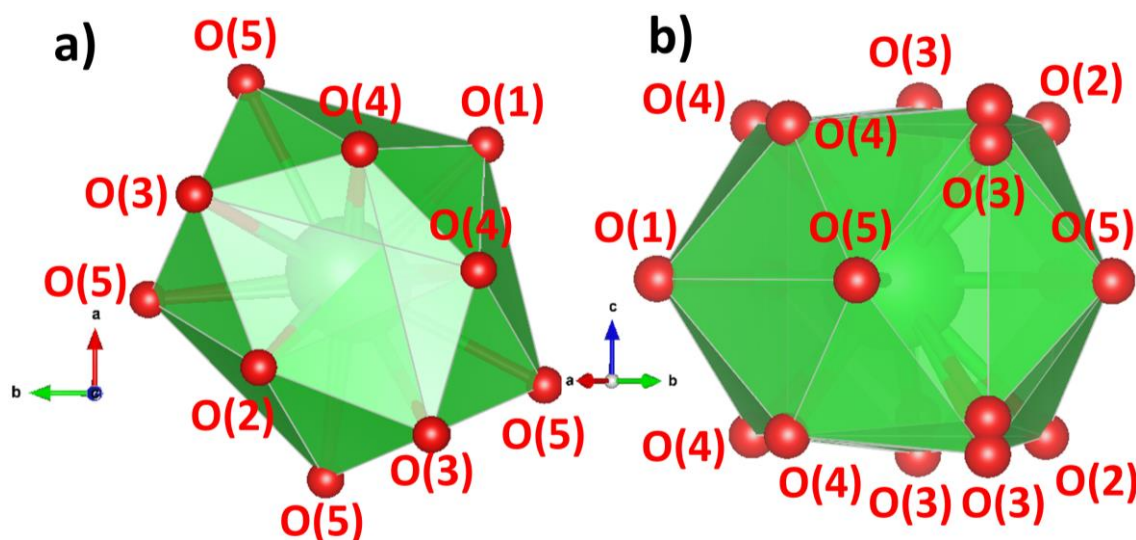 a)
O(5)
O(4)
O(1)
O(3)
O(4)
O(5)
O(2)
O(3)
O(5)
O(5)
a
b
b)
O(3)
O(2)
O(4)
O(4)
O(3)
O(1)
O(5)
O(5)
O(4)
O(4)
O(3)
O(3)
O(2)
c
a
b